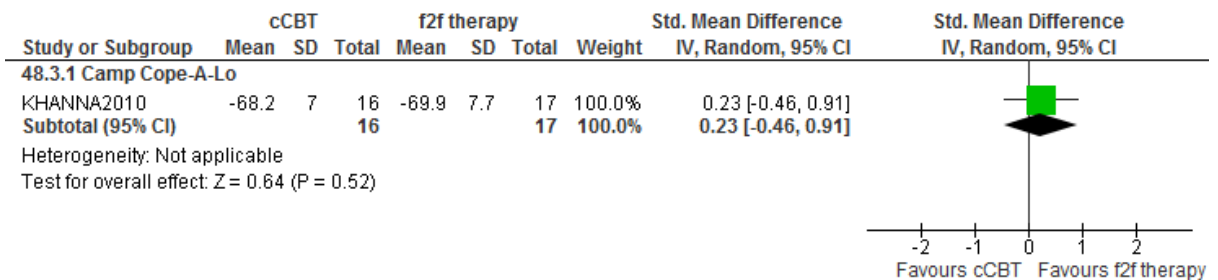 cCBT f2f therapy Std. Mean Difference Std. Mean Difference
Study or Subgroup Mean SD Total Mean SD Total Weight IV, Random, 95% CI IV, Random, 95% CI
48.3.1 Camp Cope-A-Lo
KHANNA2010 -68.2 7 16 -69.9 7.7 17 100.0% 0.23 [-0.46, 0.91]
Subtotal (95% CI) 16 17 100.0% 0.23 [-0.46, 0.91]
Heterogeneity: Not applicable
Test for overall effect: Z = 0.64 (P = 0.52)
-2 -1 0 1 2
Favours cCBT Favours f2f therapy